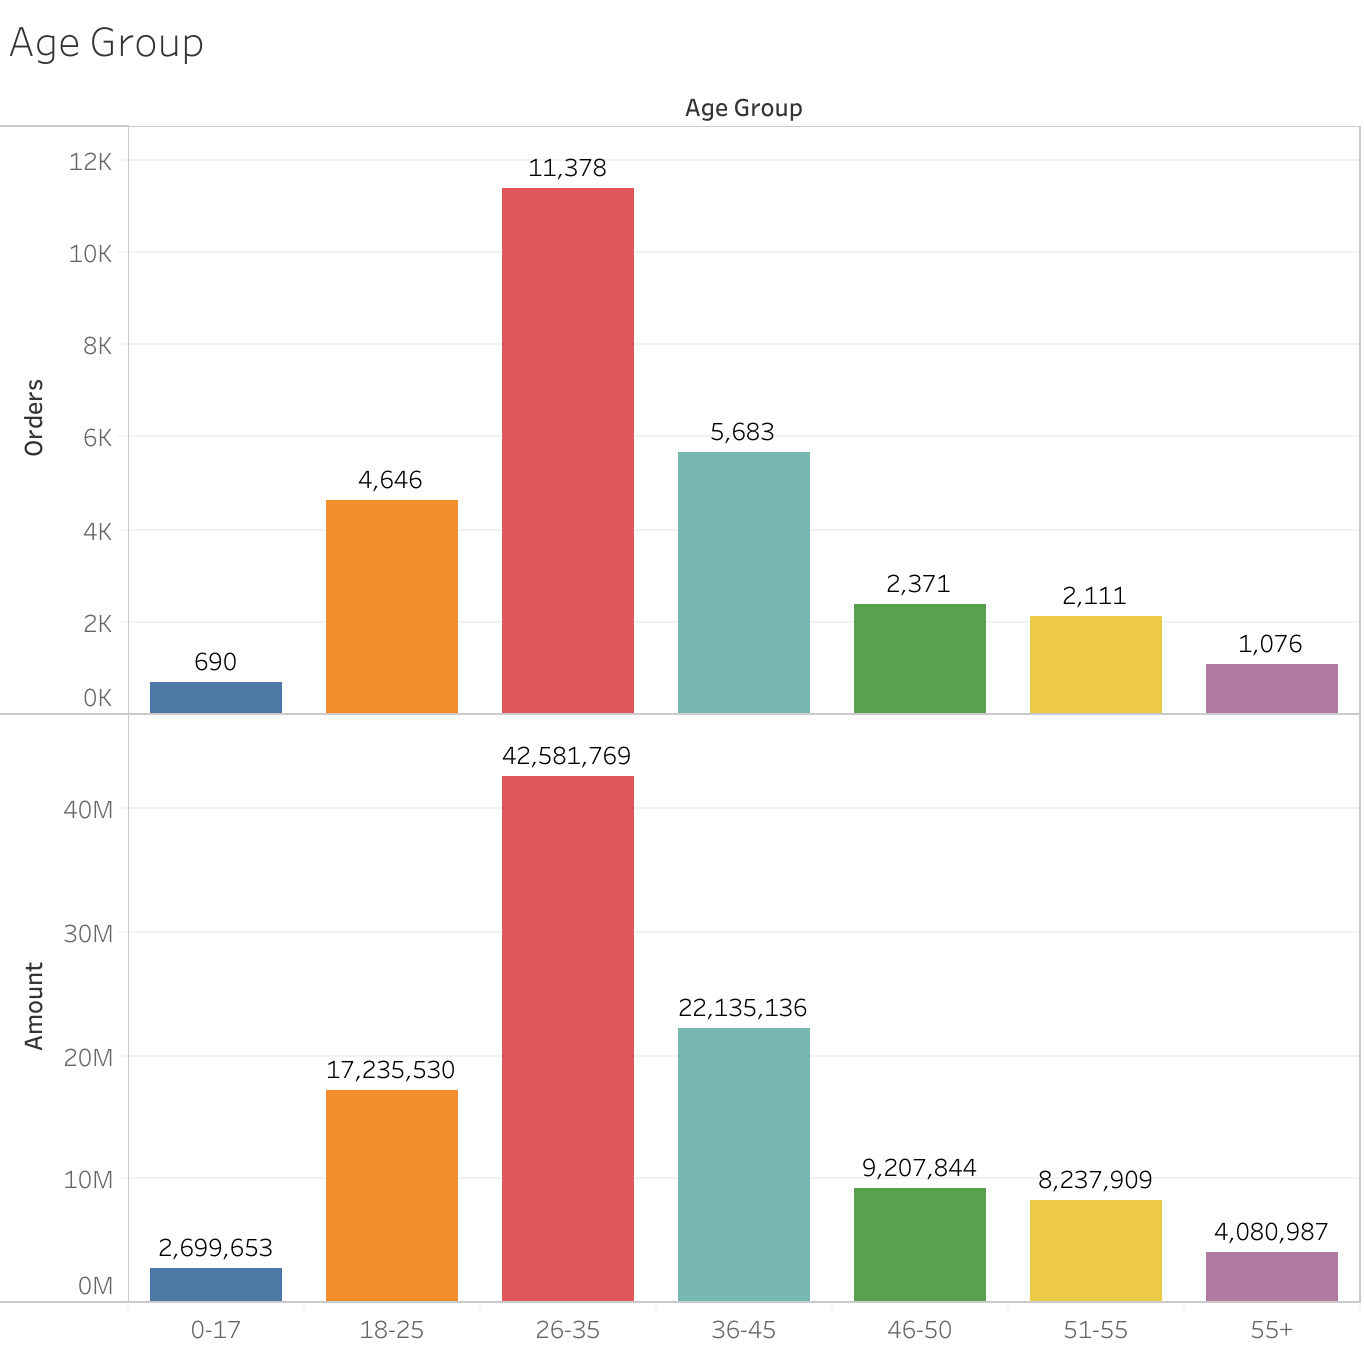 Age Group
Age Group
12K
10K
8K
6K
4K
2K
0K
Orders
690
4,646
11,378
5,683
2,371
2,111
1,076
40M
30M
20M
10M
0M
Amount
2,699,653
17,235,530
42,581,769
22,135,136
9,207,844
8,237,909
4,080,987
0-17
18-25
26-35
36-45
46-50
51-55
55+